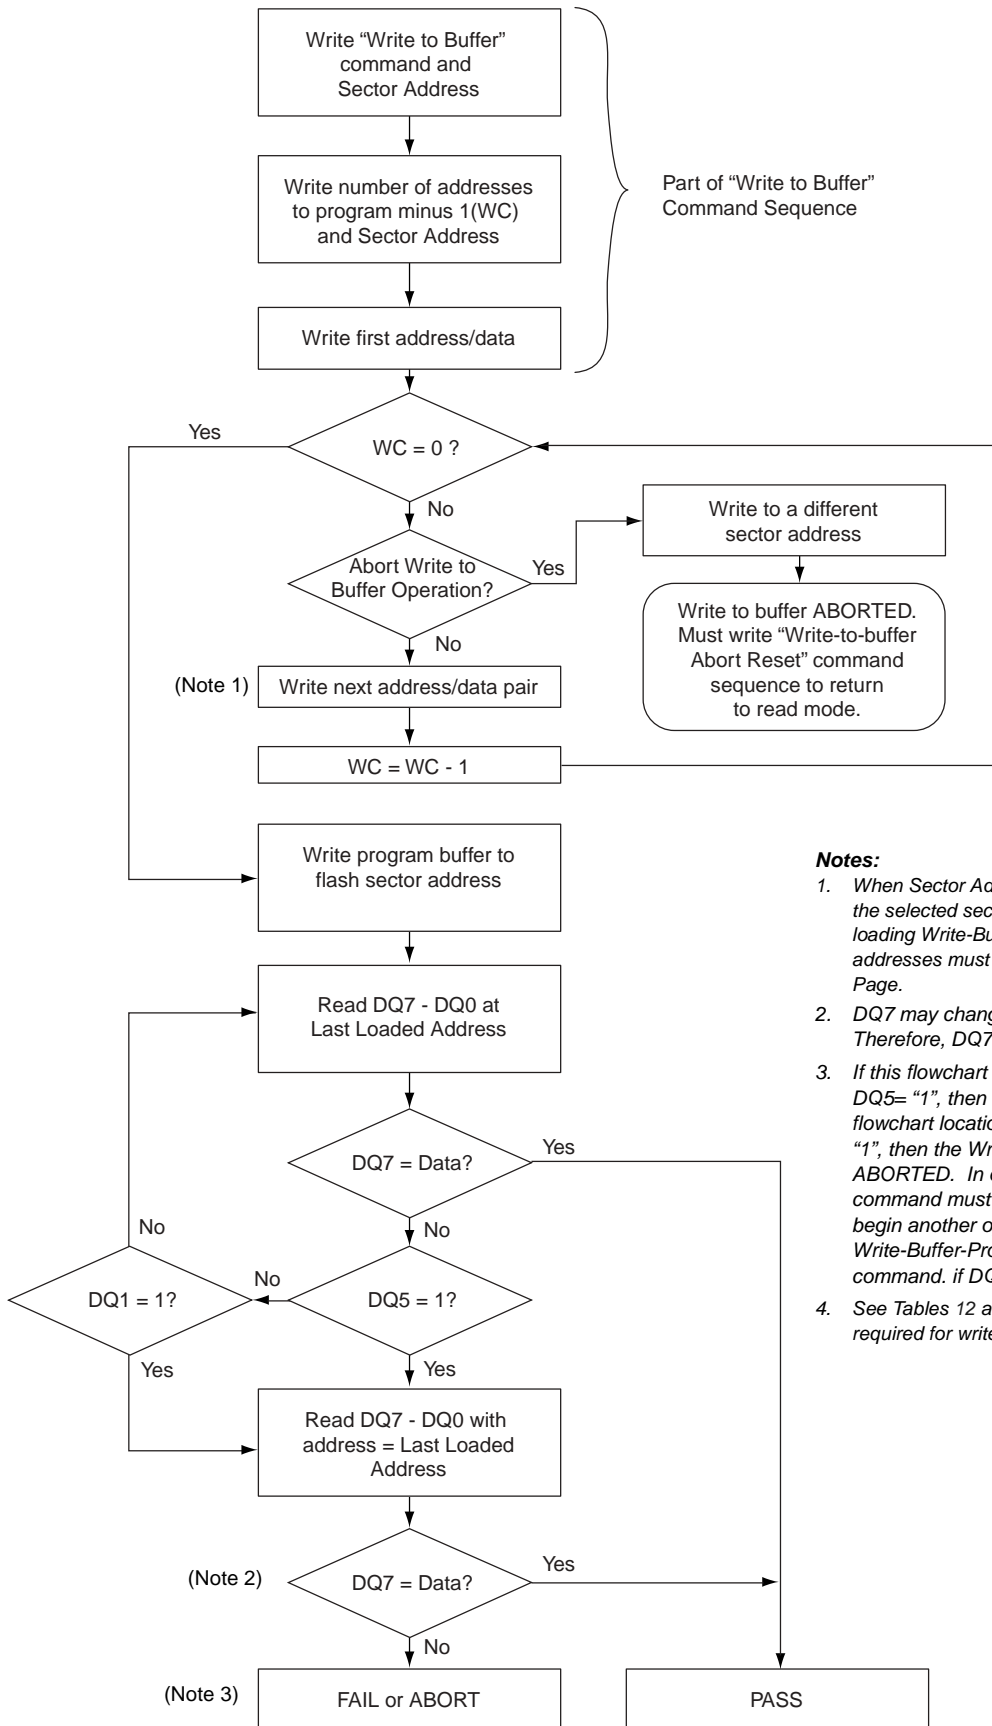 Write “Write to Buffer”
command and
Sector Address
Write number of addresses
to program minus 1(WC)
and Sector Address
Part of “Write to Buffer”
Command Sequence
Write first address/data
Yes
WC = 0 ?
No
Write to a different
sector address
Abort Write to
Buffer Operation?
Yes
No
Write to buffer ABORTED.
Must write “Write-to-buffer
Abort Reset” command
sequence to return
to read mode.
(Note 1)
Write next address/data pair
WC = WC - 1
Write program buffer to
flash sector address
Notes:
1. When Sector Ad
the selected sec
loading Write-Bu
addresses must
Page.
2. DQ7 may chang
Therefore, DQ7
3. If this flowchart
DQ5= “1”, then
flowchart locatio
“1”, then the Wr
ABORTED. In
command must
begin another o
Write-Buffer-Pro
command. if DQ
4. See Tables 12 a
required for write
Read DQ7 - DQ0 at
Last Loaded Address
DQ7 = Data?
Yes
No
No
DQ1 = 1?
No
DQ5 = 1?
Yes
Yes
Read DQ7 - DQ0 with
address = Last Loaded
Address
(Note 2)
DQ7 = Data?
Yes
No
(Note 3)
FAIL or ABORT
PASS